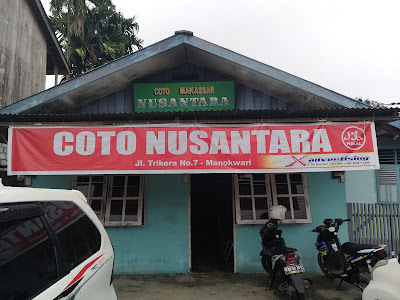 COTO MAKASSAR
NUSANTARA
COTO NUSANTARA
Jl. Trikora No.7 - Manokwari
HALAL
advertising